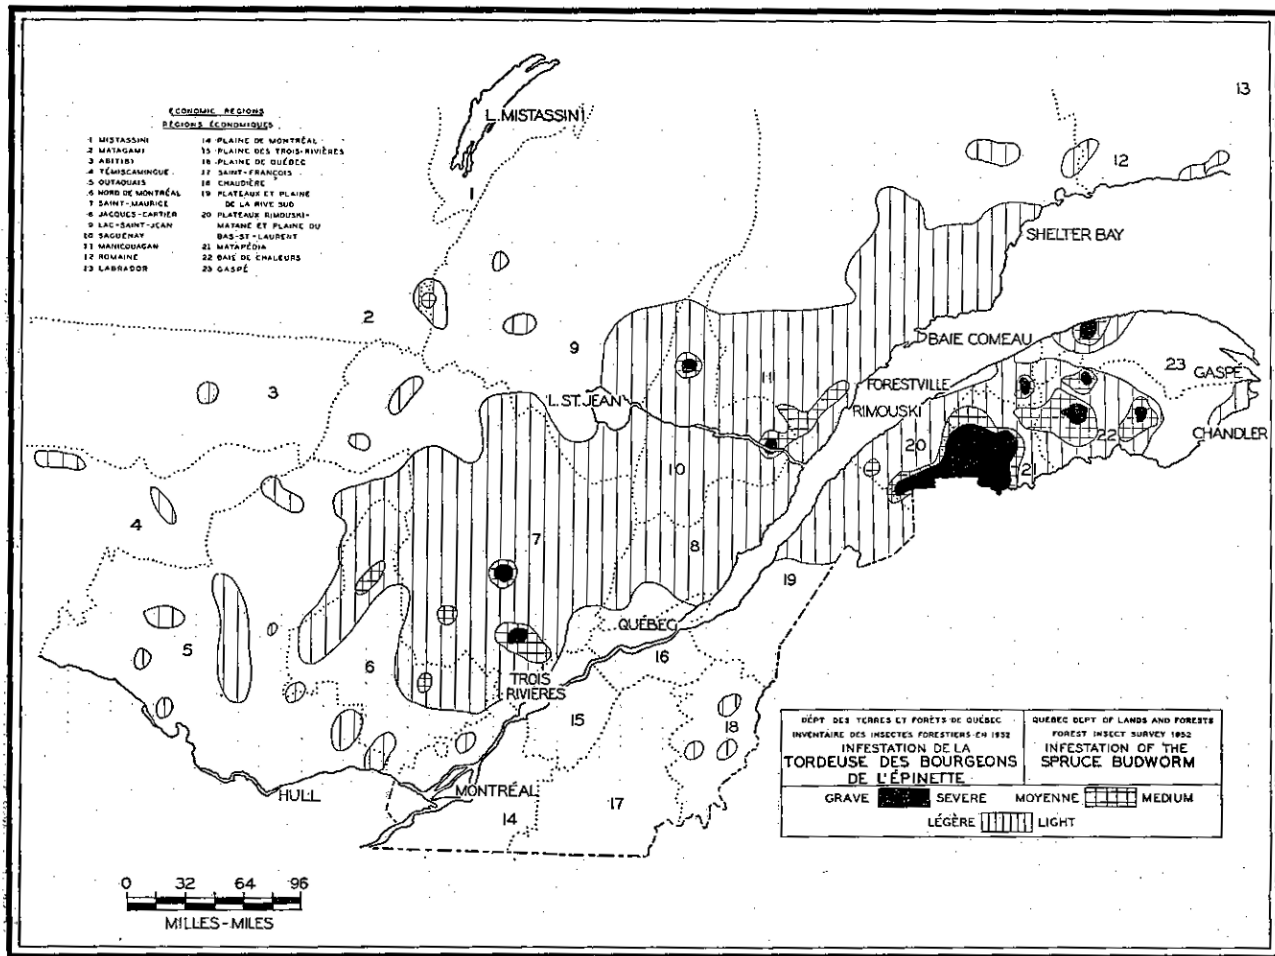 ECONOMIC REGIONS
RÉGIONS ÉCONOMIQUES
1 MISTASSINI
2 MATAGAMI
3 ABITIBI
4 TÉMISCAMINGUE
5 OUTAOUAIS
6 NORD DE MONTRÉAL
7 SAINT-MAURICE
8 JACQUES-CARTIER
9 LAC-SAINT-JEAN
10 SAGUENAY
11 MANICOUAGAN
12 ROMAINE
13 LABRADOR
14 PLAINE DE MONTRÉAL
15 PLAINE DES TROIS-RIVIÈRES
16 PLAINE DE QUÉBEC
17 SAINT-FRANÇOIS
18 CHAUDIÈRE
19 PLATEAUX ET PLAINE
DE LA RIVE SUD
20 PLATEAUX RIMOUSKI-
MATANE ET PLAINE DU
BAS-ST-LAURENT
21 MATAPÉDIA
22 BAIE DE CHALEURS
23 GASPÉ
L. MISTASSINI
13
12
1
SHELTER BAY
2
9
BAIE COMEAU
23
GASPÉ
3
11
FORESTVILLE
L. ST. JEAN
RIMOUSKI
CHANDLER
20
22
10
21
4
7
8
19
QUÉBEC
5
6
16
TROIS
RIVIÈRES
15
18
HULL
MONTRÉAL
14
17
DÉPT DES TERRES ET FORÊTS DE QUÉBEC
INVENTAIRE DES INSECTES FORESTIERS EN 1952
INFESTATION DE LA
TORDEUSE DES BOURGEONS
DE L'ÉPINETTE
QUEBEC DEPT OF LANDS AND FORESTS
FOREST INSECT SURVEY 1952
INFESTATION OF THE
SPRUCE BUDWORM
GRAVE SEVERE MOYENNE MEDIUM
LÉGÈRE LIGHT
0 32 64 96
MILLES-MILES